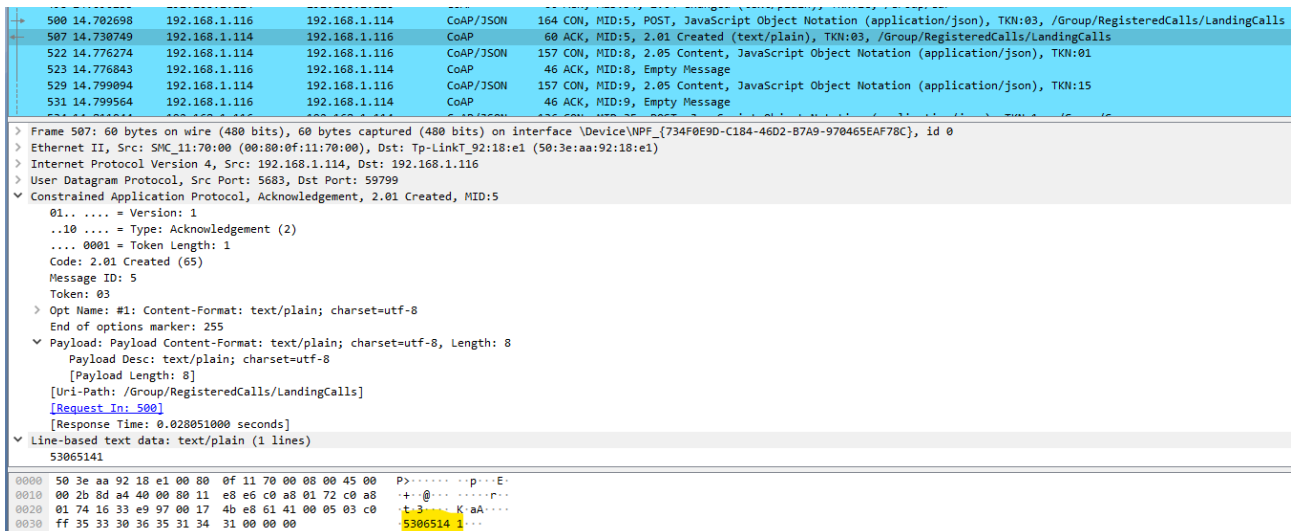 500 14.702698 192.168.1.116 192.168.1.114 CoAP/JSON 164 CON, MID:5, POST, JavaScript Object Notation (application/json), TKN:03, /Group/RegisteredCalls/LandingCalls
507 14.730749 192.168.1.114 192.168.1.116 CoAP 60 ACK, MID:5, 2.01 Created (text/plain), TKN:03, /Group/RegisteredCalls/LandingCalls
522 14.776274 192.168.1.114 192.168.1.116 CoAP/JSON 157 CON, MID:8, 2.05 Content, JavaScript Object Notation (application/json), TKN:01
523 14.776843 192.168.1.116 192.168.1.114 CoAP 46 ACK, MID:8, Empty Message
529 14.799094 192.168.1.114 192.168.1.116 CoAP/JSON 157 CON, MID:9, 2.05 Content, JavaScript Object Notation (application/json), TKN:15
531 14.799564 192.168.1.116 192.168.1.114 CoAP 46 ACK, MID:9, Empty Message
> Frame 507: 60 bytes on wire (480 bits), 60 bytes captured (480 bits) on interface \Device\NPF_{734F0E9D-C184-46D2-B7A9-970465EAF78C}, id 0
> Ethernet II, Src: SMC_11:70:00 (00:80:0f:11:70:00), Dst: Tp-LinkT_92:18:e1 (50:3e:aa:92:18:e1)
> Internet Protocol Version 4, Src: 192.168.1.114, Dst: 192.168.1.116
> User Datagram Protocol, Src Port: 5683, Dst Port: 59799
Constrained Application Protocol, Acknowledgement, 2.01 Created, MID:5
01.. .... = Version: 1
..10 .... = Type: Acknowledgement (2)
.... 0001 = Token Length: 1
Code: 2.01 Created (65)
Message ID: 5
Token: 03
> Opt Name: #1: Content-Format: text/plain; charset=utf-8
End of options marker: 255
Payload: Payload Content-Format: text/plain; charset=utf-8, Length: 8
Payload Desc: text/plain; charset=utf-8
[Payload Length: 8]
[Uri-Path: /Group/RegisteredCalls/LandingCalls]
[Request In: 500]
[Response Time: 0.028051000 seconds]
Line-based text data: text/plain (1 lines)
53065141
0000 50 3e aa 92 18 e1 00 80 0f 11 70 00 08 00 45 00 P>······ ··p···E·
0010 00 2b 8d a4 40 00 80 11 e8 e6 c0 a8 01 72 c0 a8 ·+··@··· ·····r··
0020 01 74 16 33 e9 97 00 17 4b e8 61 41 00 05 03 c0 ·t·3···· K·aA····
0030 ff 35 33 30 36 35 31 34 31 00 00 00 ·5306514 1···